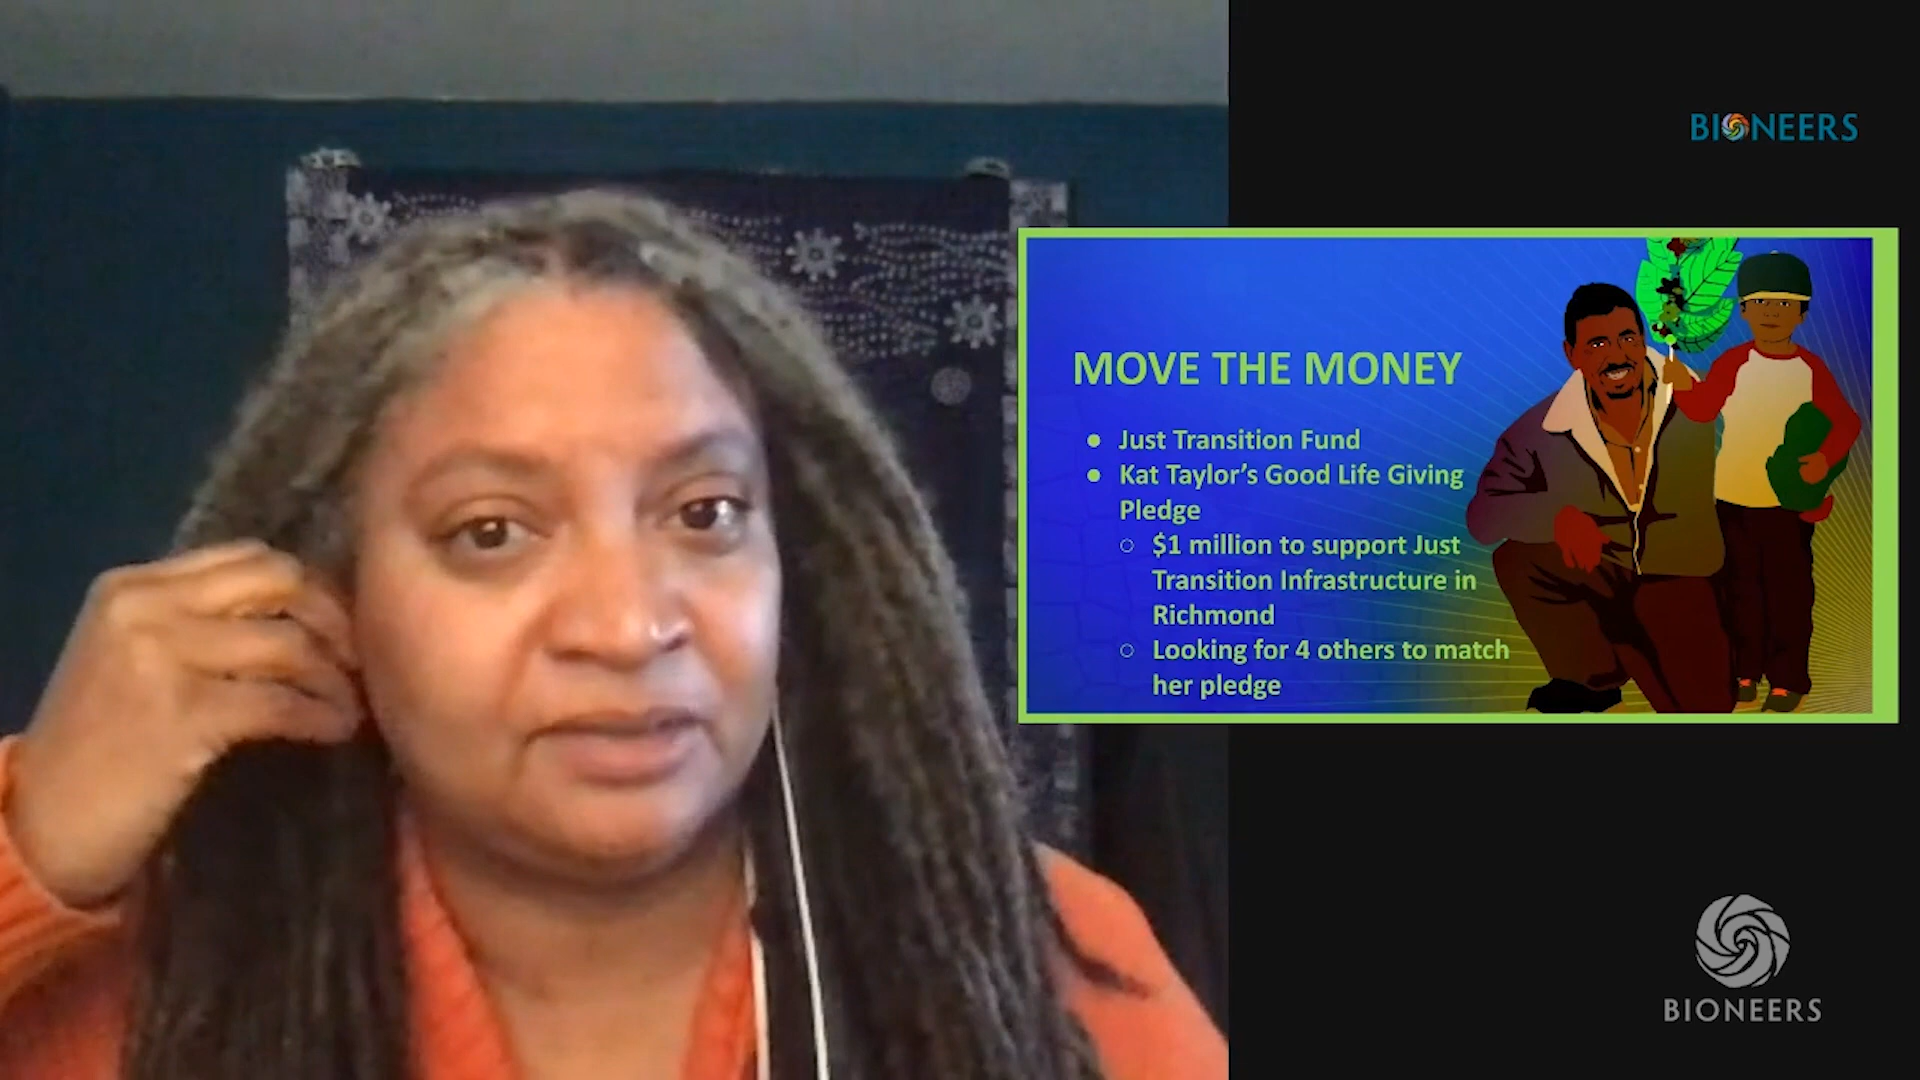 BIONEERS
MOVE THE MONEY
● Just Transition Fund
● Kat Taylor's Good Life Giving
Pledge
○ $1 million to support Just
Transition Infrastructure in
Richmond
○ Looking for 4 others to match
her pledge
BIONEERS